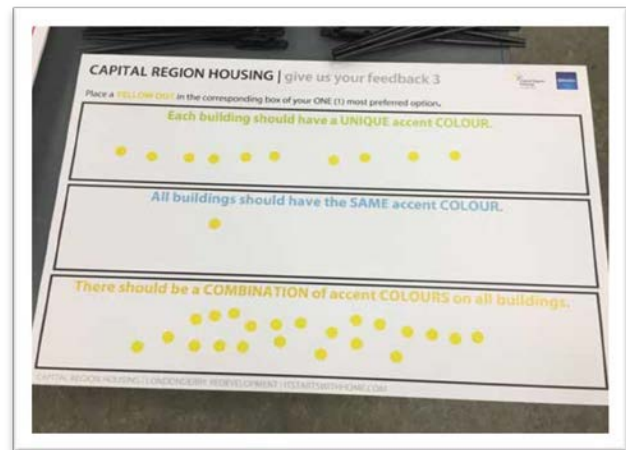 CAPITAL REGION HOUSING | give us your feedback 3
Place a YELLOW DOT in the corresponding box of your ONE (1) most preferred option.
Each building should have a UNIQUE accent COLOUR.
All buildings should have the SAME accent COLOUR.
There should be a COMBINATION of accent COLOURS on all buildings.
CAPITAL REGION HOUSING | LONDONDERRY REDEVELOPMENT | ITSTARTSWITHHOME.COM